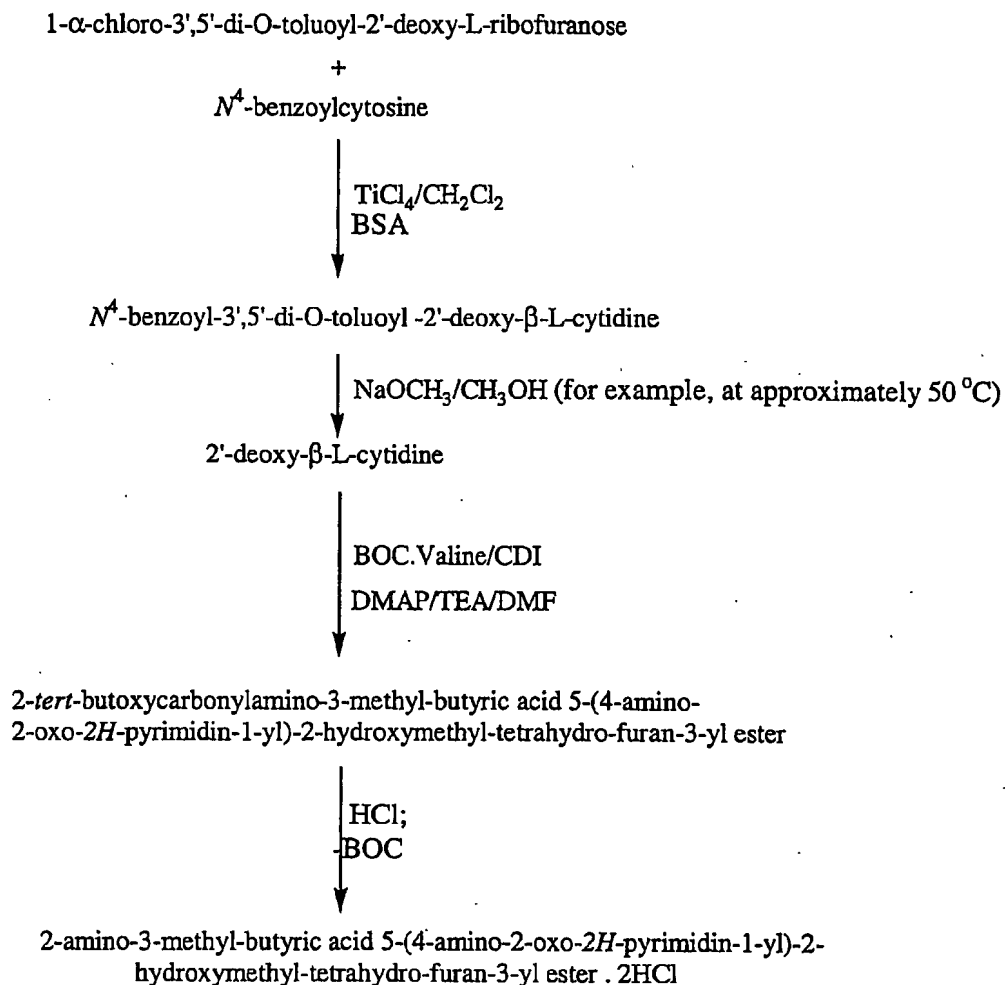 1-α-chloro-3',5'-di-O-toluoyl-2'-deoxy-L-ribofuranose
+
N⁴-benzoylcytosine
TiCl₄/CH₂Cl₂
BSA
N⁴-benzoyl-3',5'-di-O-toluoyl -2'-deoxy-β-L-cytidine
NaOCH₃/CH₃OH (for example, at approximately 50 °C)
2'-deoxy-β-L-cytidine
BOC.Valine/CDI
DMAP/TEA/DMF
2-tert-butoxycarbonylamino-3-methyl-butyric acid 5-(4-amino-
2-oxo-2H-pyrimidin-1-yl)-2-hydroxymethyl-tetrahydro-furan-3-yl ester
HCl;
-BOC
2-amino-3-methyl-butyric acid 5-(4-amino-2-oxo-2H-pyrimidin-1-yl)-2-
hydroxymethyl-tetrahydro-furan-3-yl ester . 2HCl